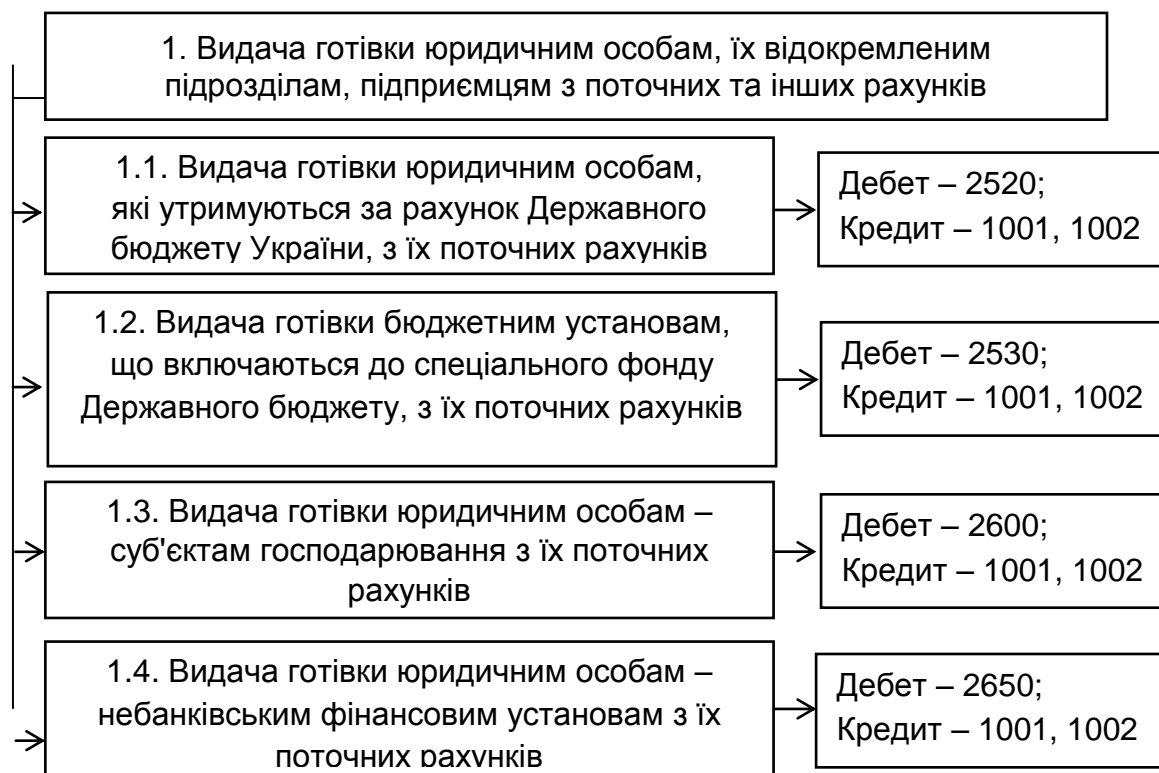 1. Видача готівки юридичним особам, їх відокремленим
підрозділам, підприємцям з поточних та інших рахунків
1.1. Видача готівки юридичним особам,
які утримуються за рахунок Державного
бюджету України, з їх поточних рахунків
Дебет – 2520;
Кредит – 1001, 1002
1.2. Видача готівки бюджетним установам,
що включаються до спеціального фонду
Державного бюджету, з їх поточних рахунків
Дебет – 2530;
Кредит – 1001, 1002
1.3. Видача готівки юридичним особам –
суб'єктам господарювання з їх поточних
рахунків
Дебет – 2600;
Кредит – 1001, 1002
1.4. Видача готівки юридичним особам –
небанківським фінансовим установам з їх
поточних рахунків
Дебет – 2650;
Кредит – 1001, 1002